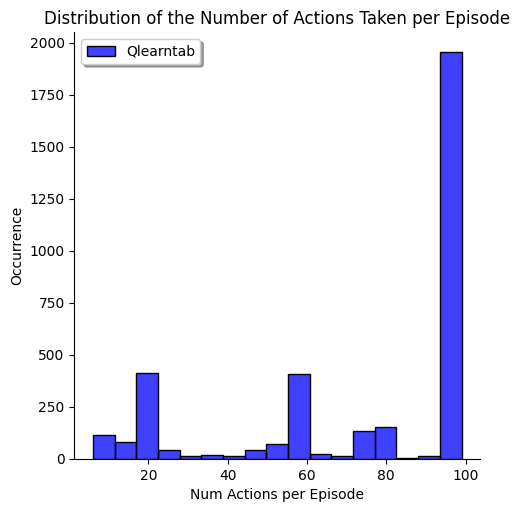 Distribution of the Number of Actions Taken per Episode
Qlearntab
2000
1750
1500
1250
1000
750
500
250
0
Occurrence
20 40 60 80 100
Num Actions per Episode